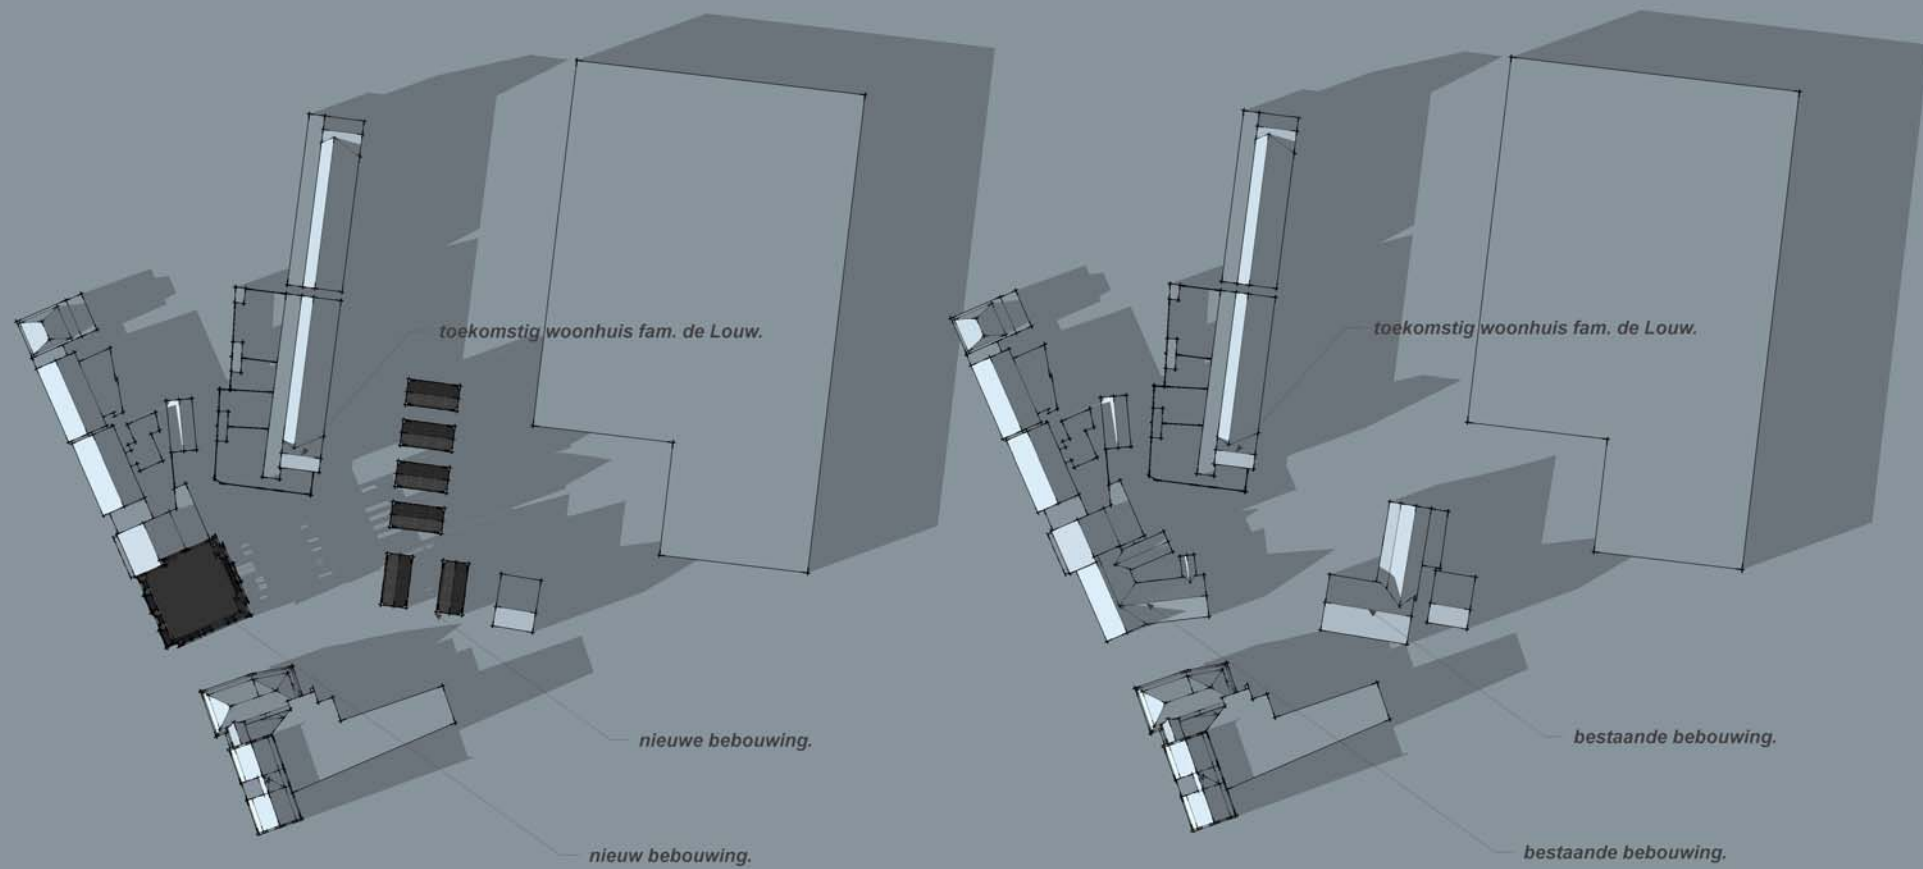 toekomstig woonhuis fam. de Louw.
toekomstig woonhuis fam. de Louw.
nieuwe bebouwing.
bestaande bebouwing.
nieuw bebouwing.
bestaande bebouwing.